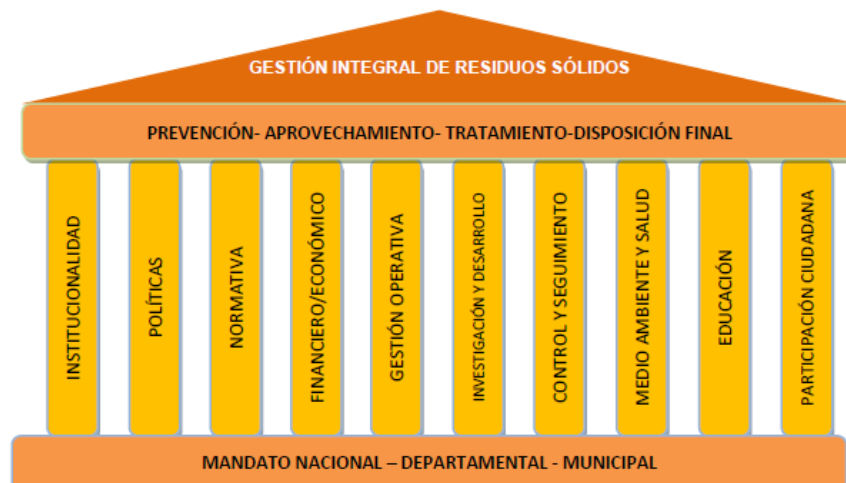 GESTIÓN INTEGRAL DE RESIDUOS SÓLIDOS
PREVENCIÓN- APROVECHAMIENTO- TRATAMIENTO-DISPOSICIÓN FINAL
INSTITUCIONALIDAD
POLÍTICAS
NORMATIVA
FINANCIERO/ECONÓMICO
GESTIÓN OPERATIVA
INVESTIGACIÓN Y DESARROLLO
CONTROL Y SEGUIMIENTO
MEDIO AMBIENTE Y SALUD
EDUCACIÓN
PARTICIPACIÓN CIUDADANA
MANDATO NACIONAL – DEPARTAMENTAL - MUNICIPAL